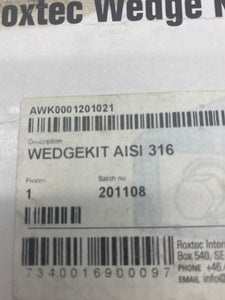 Roxtec Wedge K
AWK0001201021
Description
WEDGEKIT AISI 316
Pieces
Batch no
1
201108
Roxtec Inter
Box 540, SE
PHONE +46
EMAIL info
7340016900097